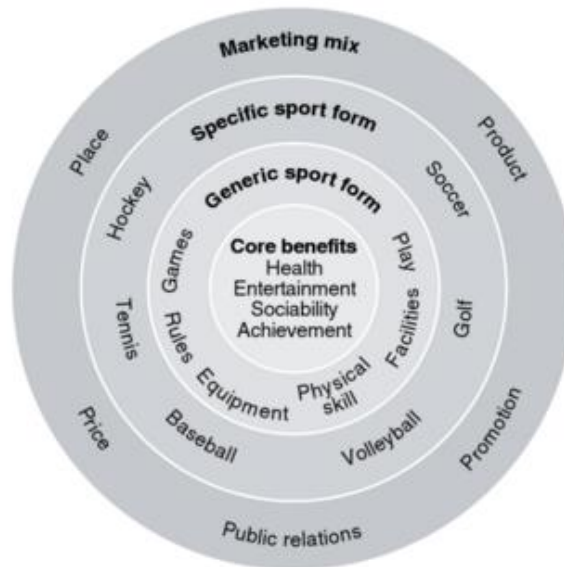 Marketing mix
Place
Product
Price
Promotion
Public relations
Specific sport form
Hockey
Soccer
Tennis
Golf
Baseball
Volleyball
Generic sport form
Games
Play
Rules
Facilities
Equipment
Physical
skill
Core benefits
Health
Entertainment
Sociability
Achievement